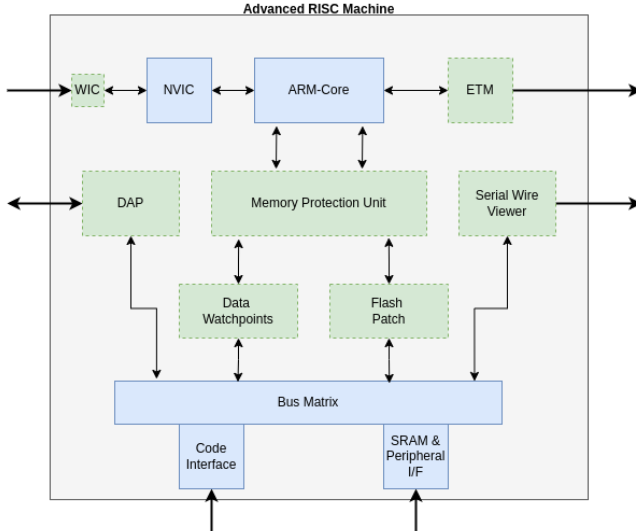 Advanced RISC Machine
WIC
NVIC
ARM-Core
ETM
DAP
Memory Protection Unit
Serial Wire
Viewer
Data
Watchpoints
Flash
Patch
Bus Matrix
Code
Interface
SRAM &
Peripheral
I/F